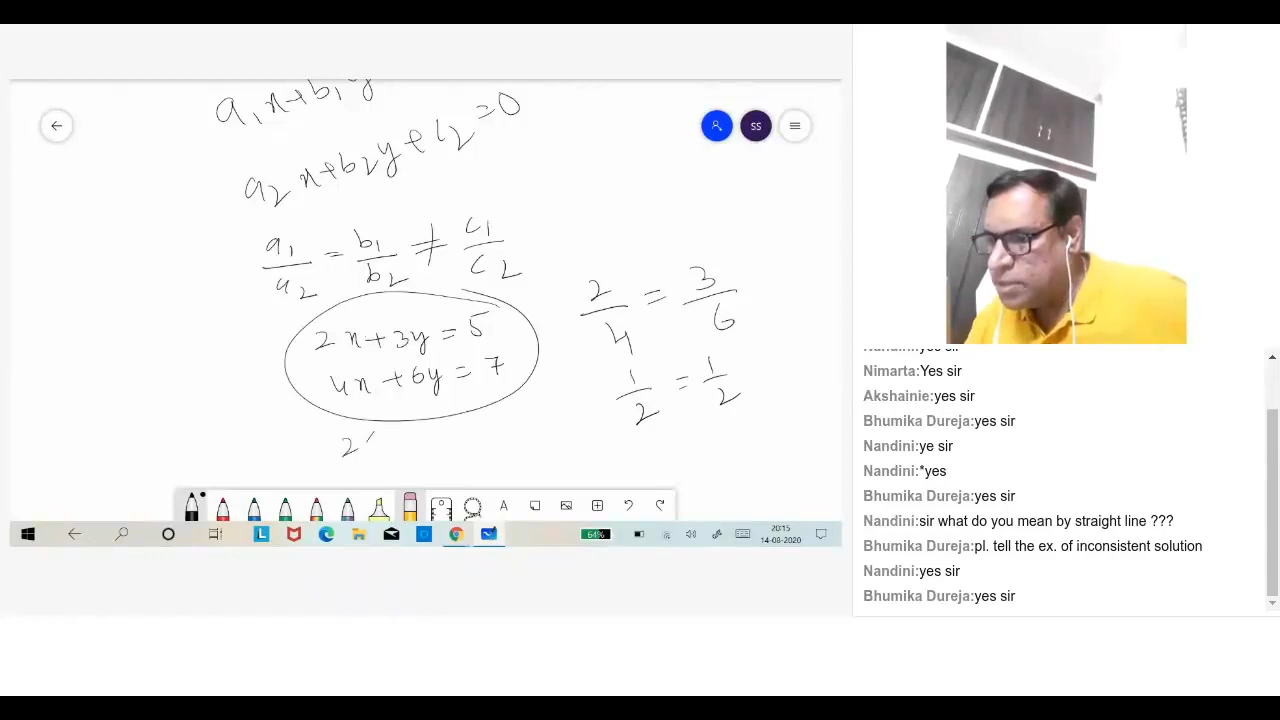 a₁x+b₁y
a₂x+b₂y+c₂=0
a₁/a₂ = b₁/b₂ ≠ c₁/c₂
2x+3y=5
4x+6y=7
2
2/4 = 3/6
1/2 = 1/2
SS
A
64%
20:15
14-08-2020
Nimarta:Yes sir
Akshainie:yes sir
Bhumika Dureja:yes sir
Nandini:ye sir
Nandini:*yes
Bhumika Dureja:yes sir
Nandini:sir what do you mean by straight line ???
Bhumika Dureja:pl. tell the ex. of inconsistent solution
Nandini:yes sir
Bhumika Dureja:yes sir